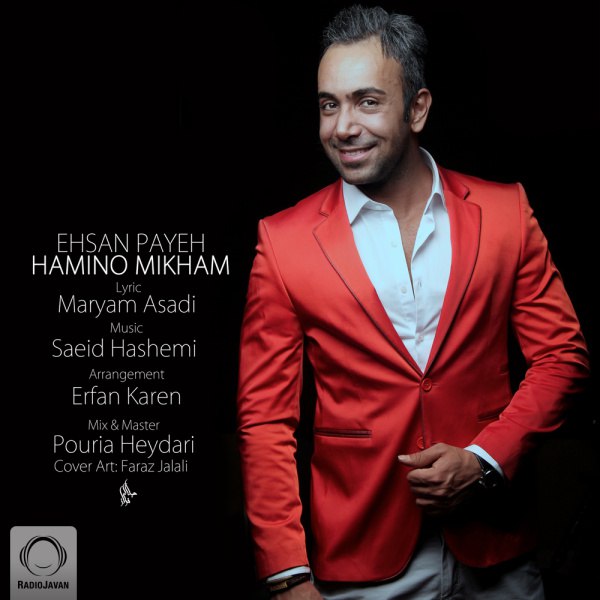 EHSAN PAYEH
HAMINO MIKHAM
Lyric
Maryam Asadi
Music
Saeid Hashemi
Arrangement
Erfan Karen
Mix & Master
Pouria Heydari
Cover Art: Faraz Jalali
RADIOJAVAN